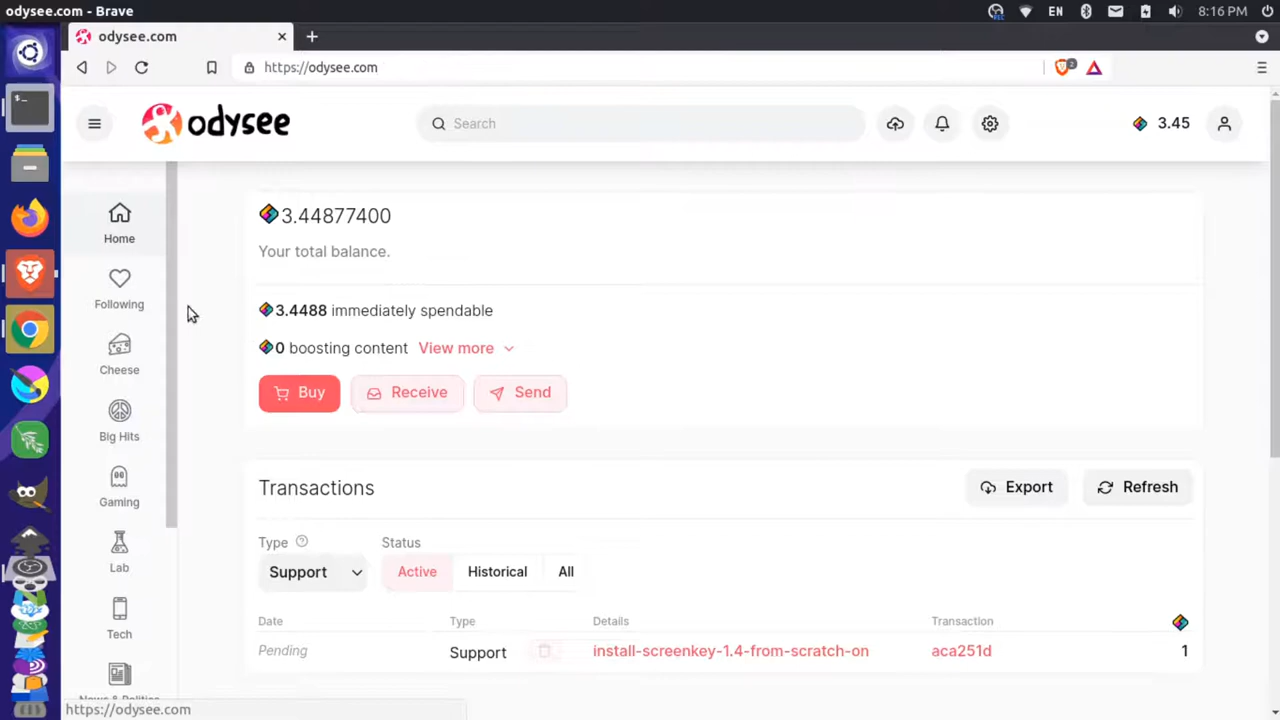 odysee.com - Brave
EN
8:16 PM
odysee.com
https://odysee.com
2
odysee
Search
3.45
Home
Following
Cheese
Big Hits
Gaming
Lab
Tech
News & Politics
3.44877400
Your total balance.
3.4488 immediately spendable
0 boosting content View more
Buy
Receive
Send
Transactions
Export
Refresh
Type
Status
Support
Active
Historical
All
Date
Type
Details
Transaction
Pending
Support
install-screenkey-1.4-from-scratch-on
aca251d
1
https://odysee.com